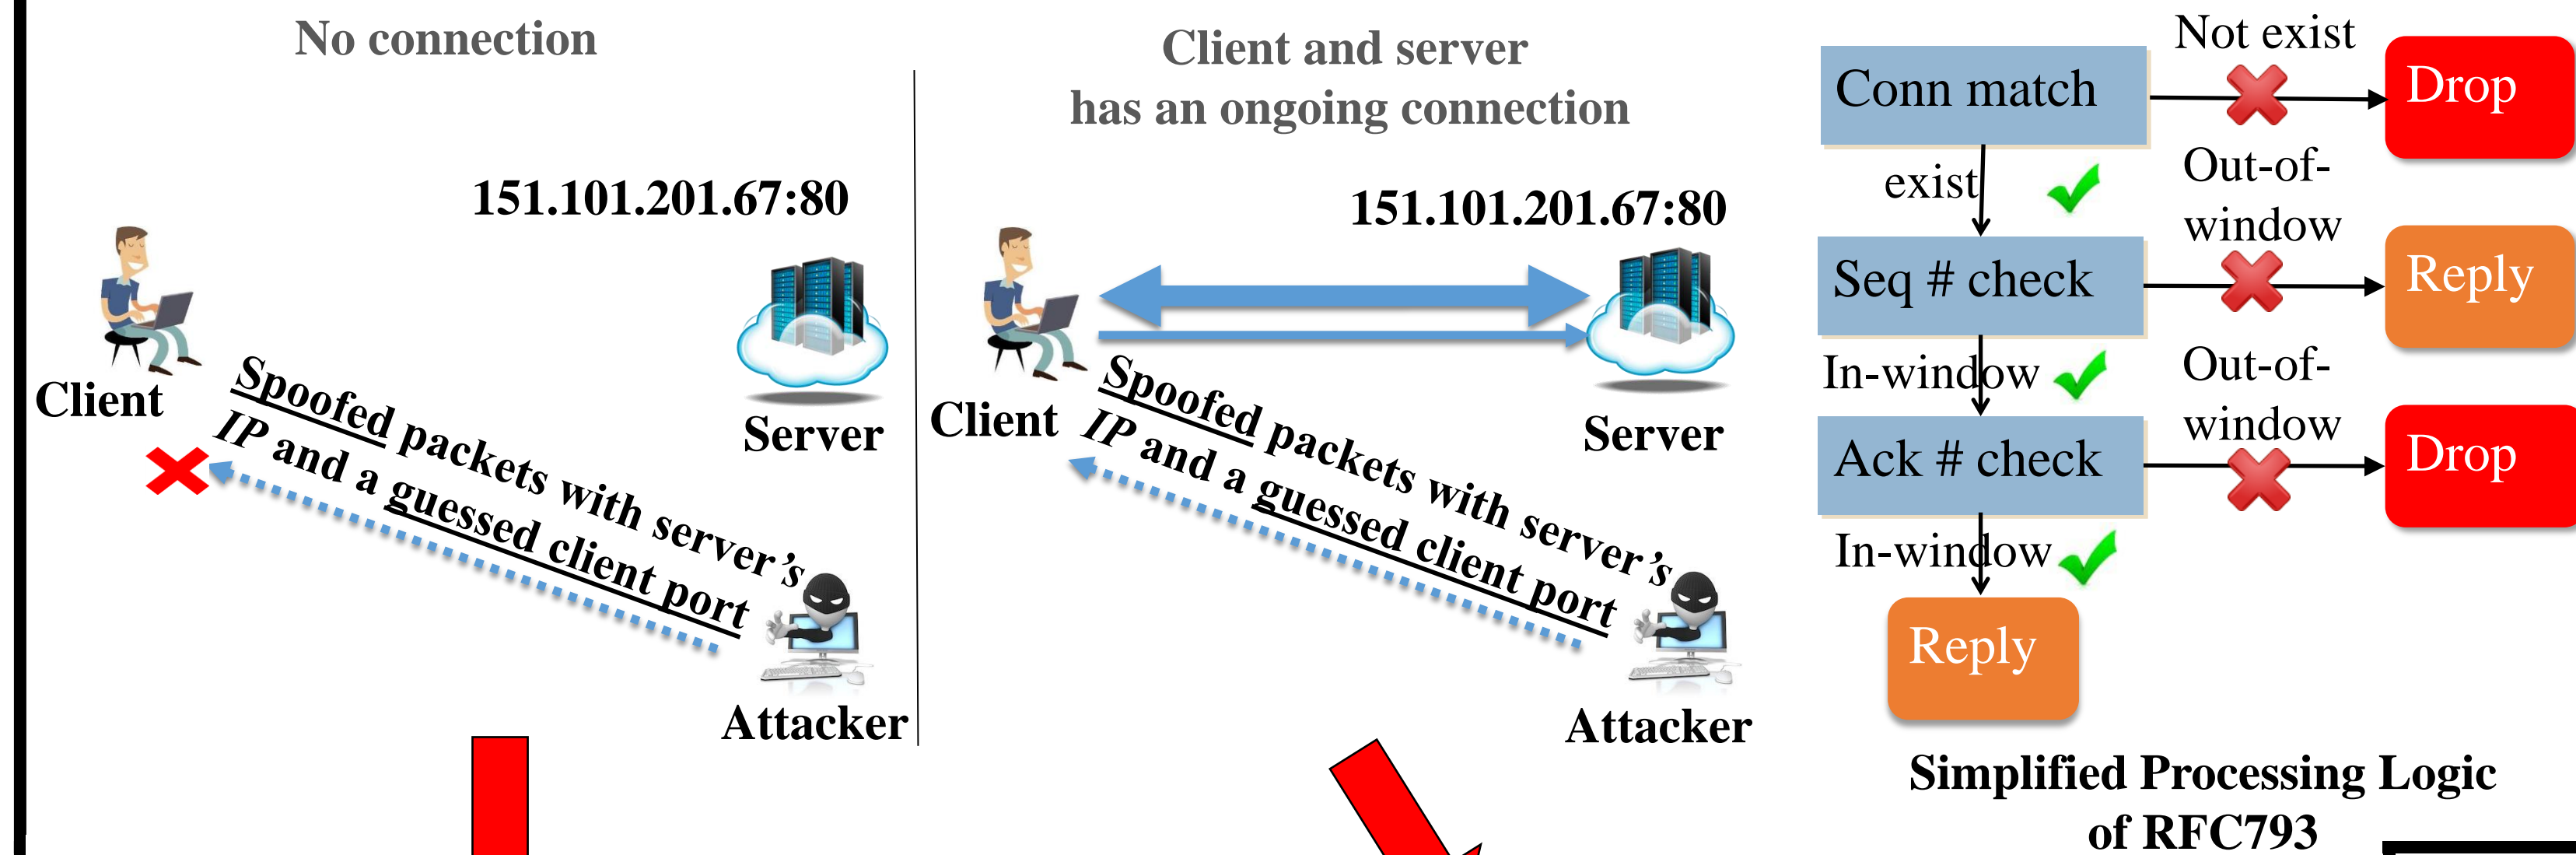 No connection
151.101.201.67:80
Client
Server
Spoofed packets with server's
IP and a guessed client port
Attacker
Client and server
has an ongoing connection
151.101.201.67:80
Client
Server
Spoofed packets with server's
IP and a guessed client port
Attacker
Conn match
Not exist
Drop
exist
Out-of-
window
Seq # check
Reply
In-window
Out-of-
window
Ack # check
Drop
In-window
Reply
Simplified Processing Logic
of RFC793